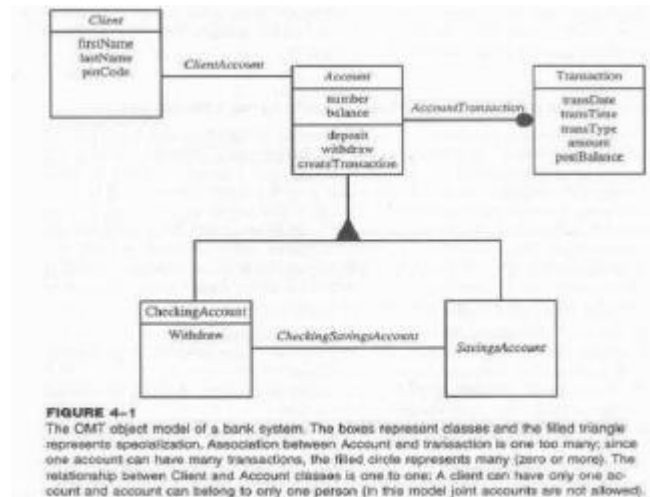 Client
firstName
lastName
pinCode
ClientAccount
Account
number
balance
deposit
withdraw
createTransaction
AccountTransaction
Transaction
transDate
transTime
transType
amount
postBalance
CheckingAccount
Withdraw
CheckingSavingsAccount
SavingsAccount
FIGURE 4–1
The OMT object model of a bank system. The boxes represent classes and the filled triangle
represents specialization. Association between Account and transaction is one too many; since
one account can have many transactions, the filled circle represents many (zero or more). The
relationship betwen Client and Account classes is one to one: A client can have only one ac-
count and account can belong to only one person (in this model joint accounts are not allowed).